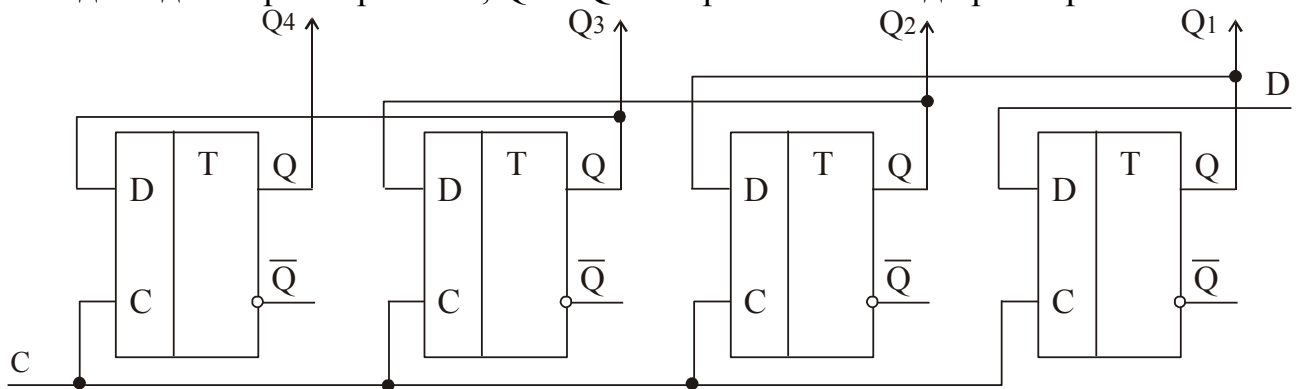 Q4 Q3 Q2 Q1
D
T Q T Q T Q T Q
D D D D
Q̅ Q̅ Q̅ Q̅
C C C C
C